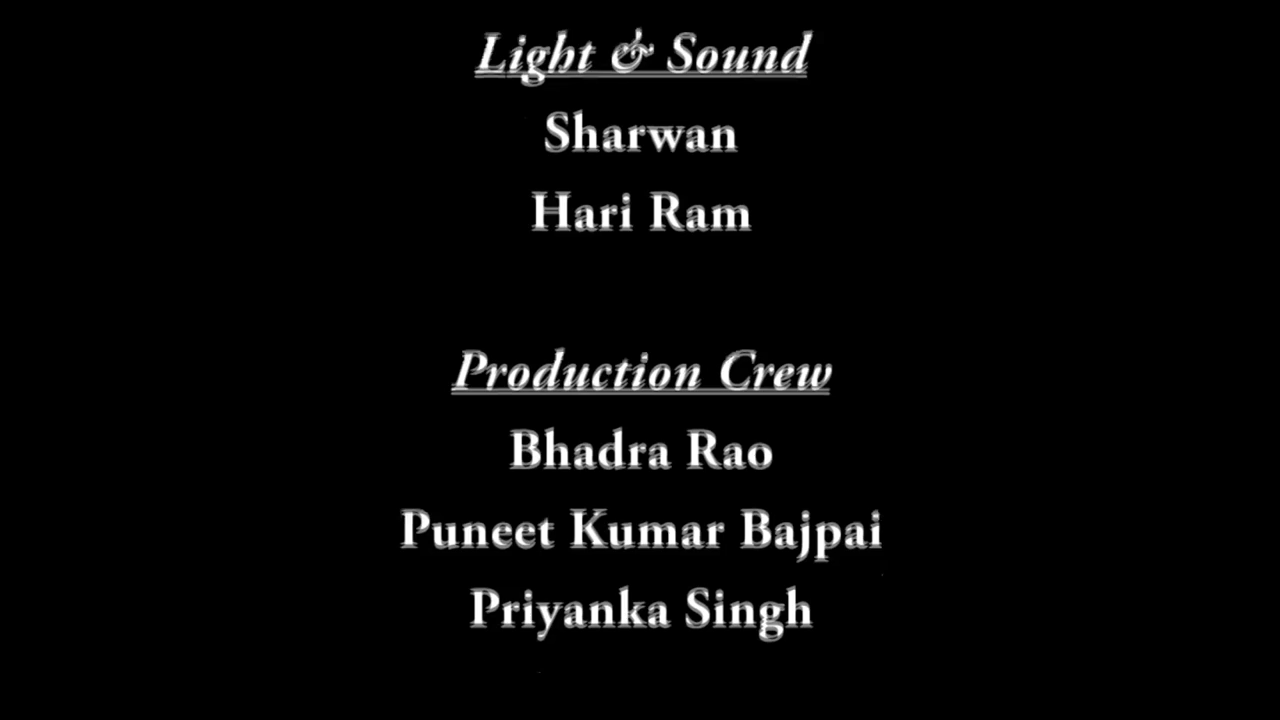 Light & Sound
Sharwan
Hari Ram
Production Crew
Bhadra Rao
Puneet Kumar Bajpai
Priyanka Singh